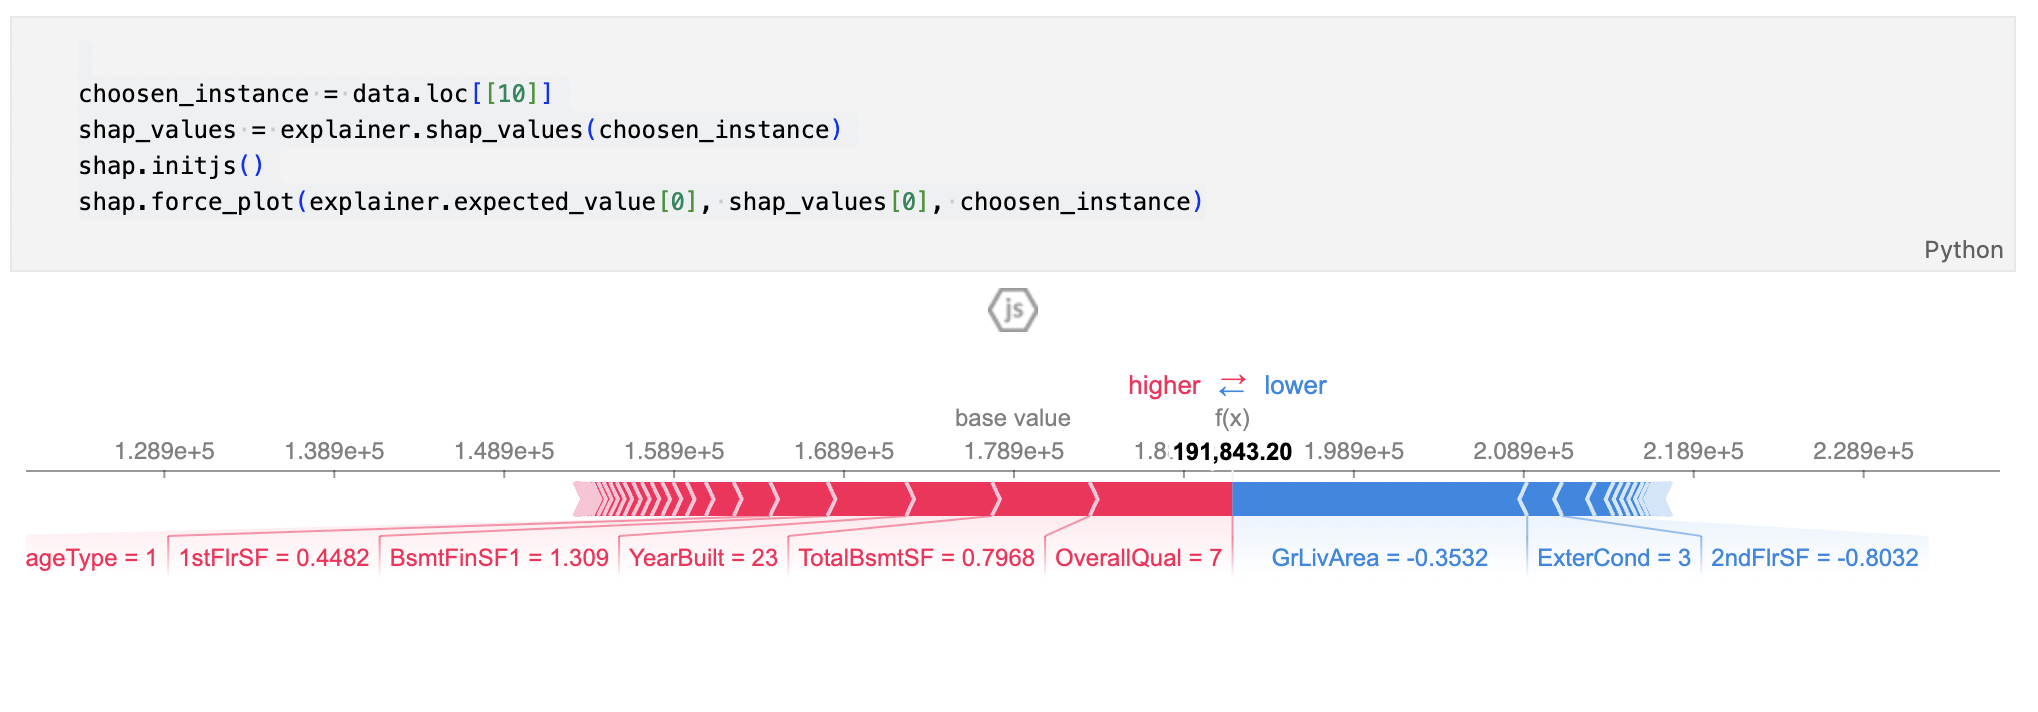 choosen_instance = data.loc[[10]]
shap_values = explainer.shap_values(choosen_instance)
shap.initjs()
shap.force_plot(explainer.expected_value[0], shap_values[0], choosen_instance)
Python
js
higher ⇄ lower
base value f(x)
1.289e+5 1.389e+5 1.489e+5 1.589e+5 1.689e+5 1.789e+5 1.8 191,843.20 1.989e+5 2.089e+5 2.189e+5 2.289e+5
ageType = 1 1stFlrSF = 0.4482 BsmtFinSF1 = 1.309 YearBuilt = 23 TotalBsmtSF = 0.7968 OverallQual = 7 GrLivArea = -0.3532 ExterCond = 3 2ndFlrSF = -0.8032